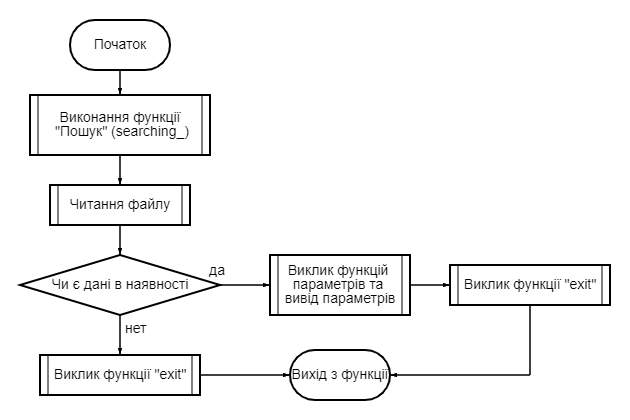 Початок
Виконання функції
"Пошук" (searching_)
Читання файлу
Чи є дані в наявності
да
Виклик функцій
параметрів та
вивід параметрів
Виклик функції "exit"
нет
Виклик функції "exit"
Вихід з функції